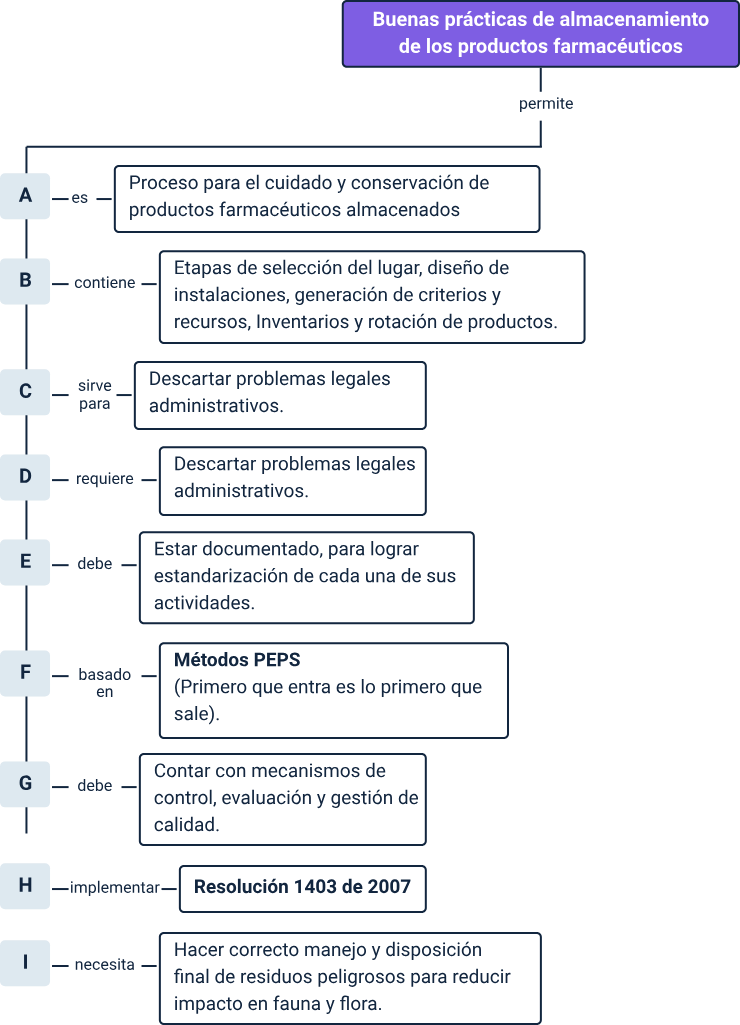 Buenas prácticas de almacenamiento
de los productos farmacéuticos
permite
A
es
Proceso para el cuidado y conservación de
productos farmacéuticos almacenados
B
contiene
Etapas de selección del lugar, diseño de
instalaciones, generación de criterios y
recursos, Inventarios y rotación de productos.
C
sirve
para
Descartar problemas legales
administrativos.
D
requiere
Descartar problemas legales
administrativos.
E
debe
Estar documentado, para lograr
estandarización de cada una de sus
actividades.
F
basado
en
Métodos PEPS
(Primero que entra es lo primero que
sale).
G
debe
Contar con mecanismos de
control, evaluación y gestión de
calidad.
H
implementar
Resolución 1403 de 2007
I
necesita
Hacer correcto manejo y disposición
final de residuos peligrosos para reducir
impacto en fauna y flora.